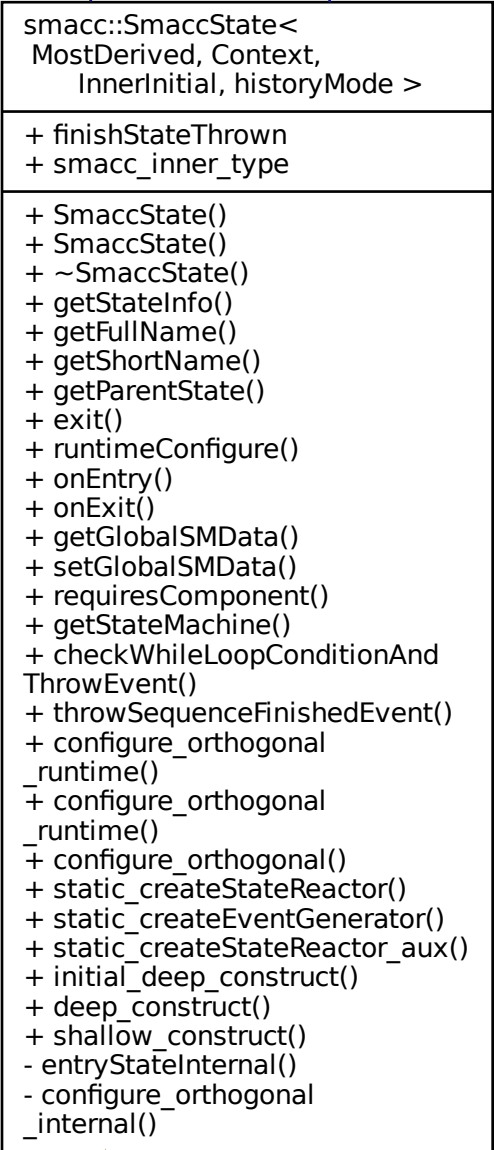 smacc::SmaccState<
MostDerived, Context,
InnerInitial, historyMode >
+ finishStateThrown
+ smacc_inner_type
+ SmaccState()
+ SmaccState()
+ ~SmaccState()
+ getStateInfo()
+ getFullName()
+ getShortName()
+ getParentState()
+ exit()
+ runtimeConfigure()
+ onEntry()
+ onExit()
+ getGlobalSMData()
+ setGlobalSMData()
+ requiresComponent()
+ getStateMachine()
+ checkWhileLoopConditionAnd
ThrowEvent()
+ throwSequenceFinishedEvent()
+ configure_orthogonal
_runtime()
+ configure_orthogonal
_runtime()
+ configure_orthogonal()
+ static_createStateReactor()
+ static_createEventGenerator()
+ static_createStateReactor_aux()
+ initial_deep_construct()
+ deep_construct()
+ shallow_construct()
- entryStateInternal()
- configure_orthogonal
_internal()